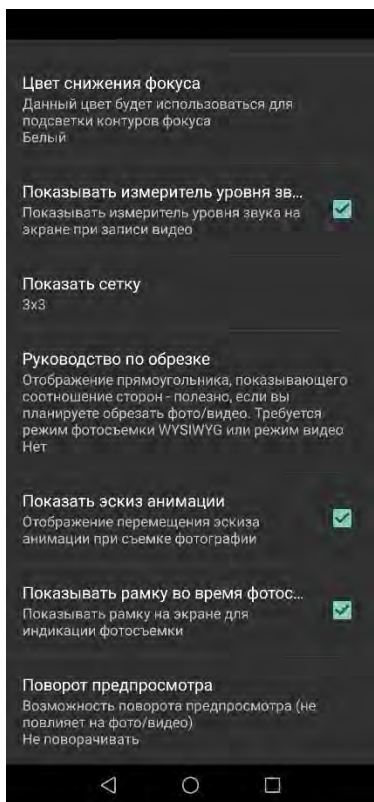 Цвет снижения фокуса
Данный цвет будет использоваться для
подсветки контуров фокуса
Белый
Показывать измеритель уровня зв...
Показывать измеритель уровня звука на
экране при записи видео
Показать сетку
3x3
Руководство по обрезке
Отображение прямоугольника, показывающего
соотношение сторон - полезно, если вы
планируете обрезать фото/видео. Требуется
режим фотосъемки WYSIWYG или режим видео
Нет
Показать эскиз анимации
Отображение перемещения эскиза
анимации при съемке фотографии
Показывать рамку во время фотос...
Показывать рамку на экране для
индикации фотосъемки
Поворот предпросмотра
Возможность поворота предпросмотра (не
повлияет на фото/видео)
Не поворачивать